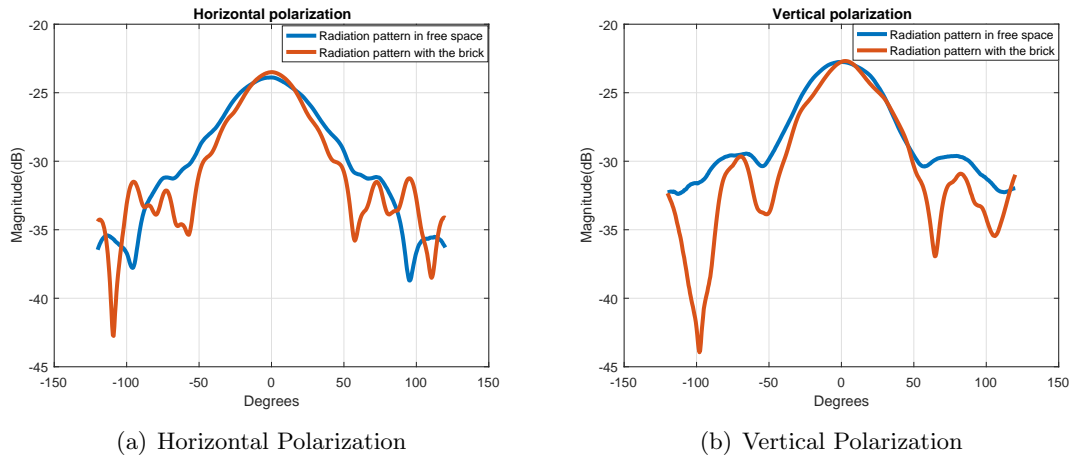 Horizontal polarization
-20
-25
-30
-35
-40
-45
Magnitude(dB)
-150
-100
-50
0
50
100
150
Degrees
Radiation pattern in free space
Radiation pattern with the brick
(a) Horizontal Polarization
Vertical polarization
-20
-25
-30
-35
-40
-45
Magnitude(dB)
-150
-100
-50
0
50
100
150
Degrees
Radiation pattern in free space
Radiation pattern with the brick
(b) Vertical Polarization